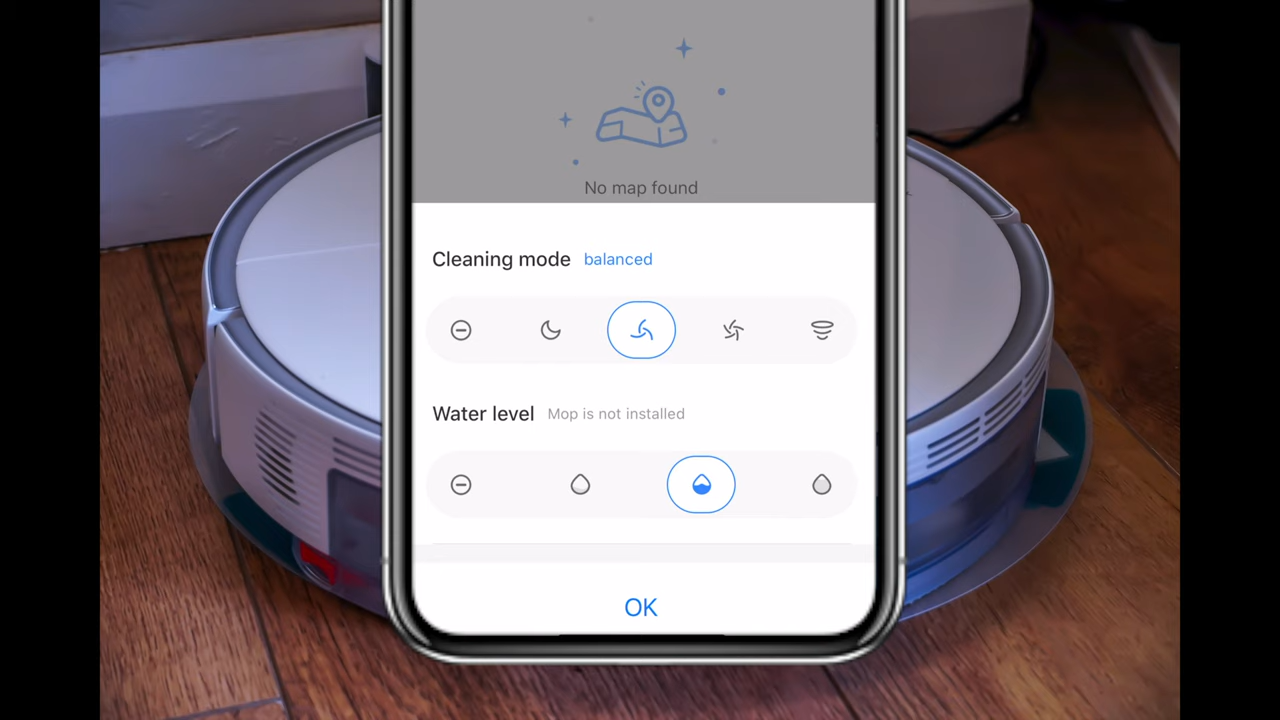 No map found
Cleaning mode balanced
Water level Mop is not installed
OK